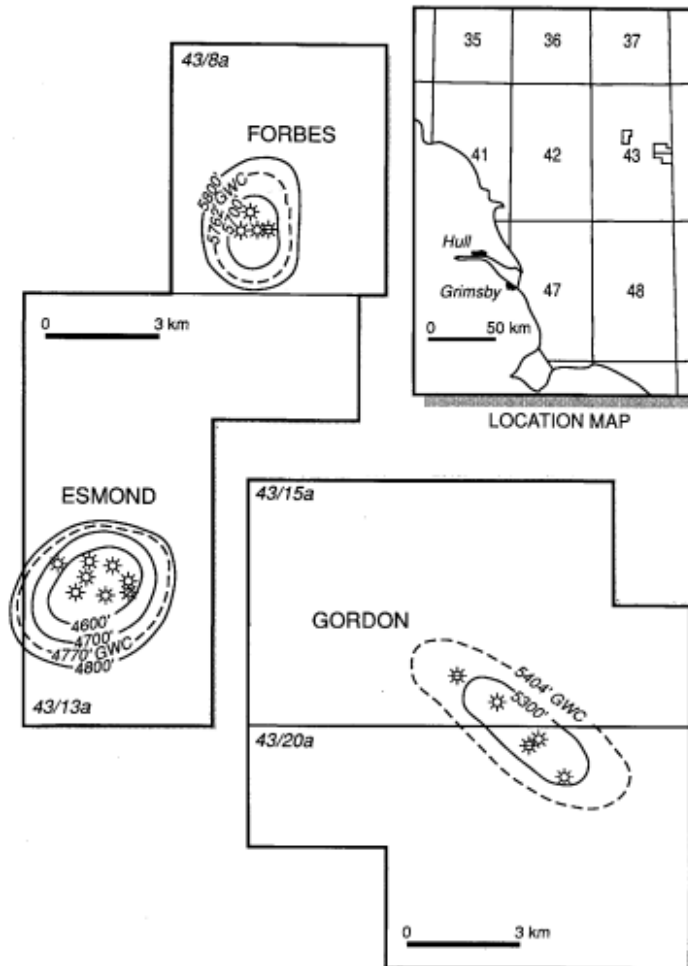 43/8a
FORBES
5800'
5762' GWC
5700'
0 3 km
ESMOND
4600'
4700'
4770' GWC
4800'
43/13a
35 36 37
41 42 43
Hull
Grimsby
47 48
0 50 km
LOCATION MAP
43/15a
GORDON
5404' GWC
5300'
43/20a
0 3 km